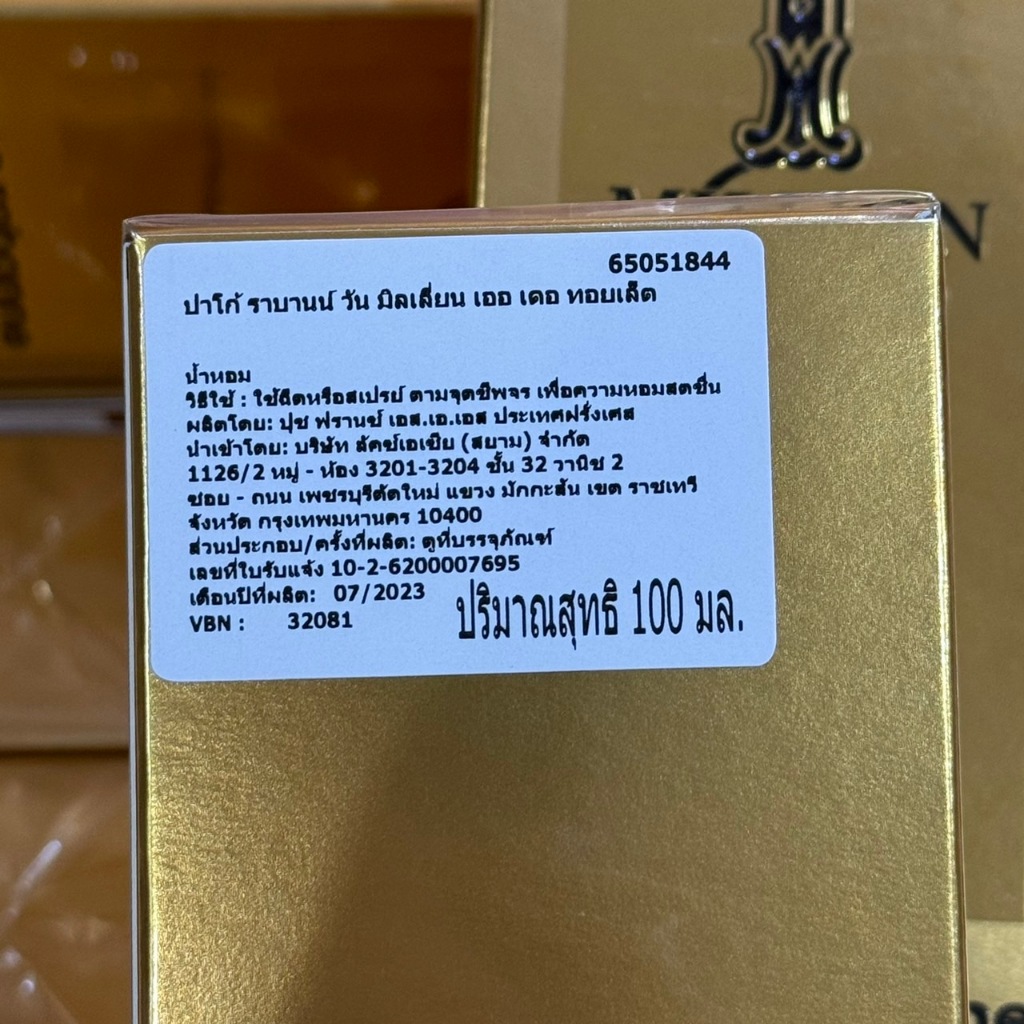 65051844
ปาโก้ ราบานน์ วัน มิลเลี่ยน เออ เดอ ทอยเล็ต
น้ำหอม
วิธีใช้ : ใช้ฉีดหรือสเปรย์ ตามจุดชีพจร เพื่อความหอมสดชื่น
ผลิตโดย: ปุซ ฟรานซ์ เอส.เอ.เอส ประเทศฝรั่งเศส
นำเข้าโดย: บริษัท ลัคซ์เอเซีย (สยาม) จำกัด
1126/2 หมู่ - ห้อง 3201-3204 ชั้น 32 วานิช 2
ซอย - ถนน เพชรบุรีตัดใหม่ แขวง มักกะสัน เขต ราชเทวี
จังหวัด กรุงเทพมหานคร 10400
ส่วนประกอบ/ครั้งที่ผลิต: ดูที่บรรจุภัณฑ์
เลขที่ใบรับแจ้ง 10-2-6200007695
เดือนปีที่ผลิต: 07/2023
VBN : 32081
ปริมาณสุทธิ 100 มล.